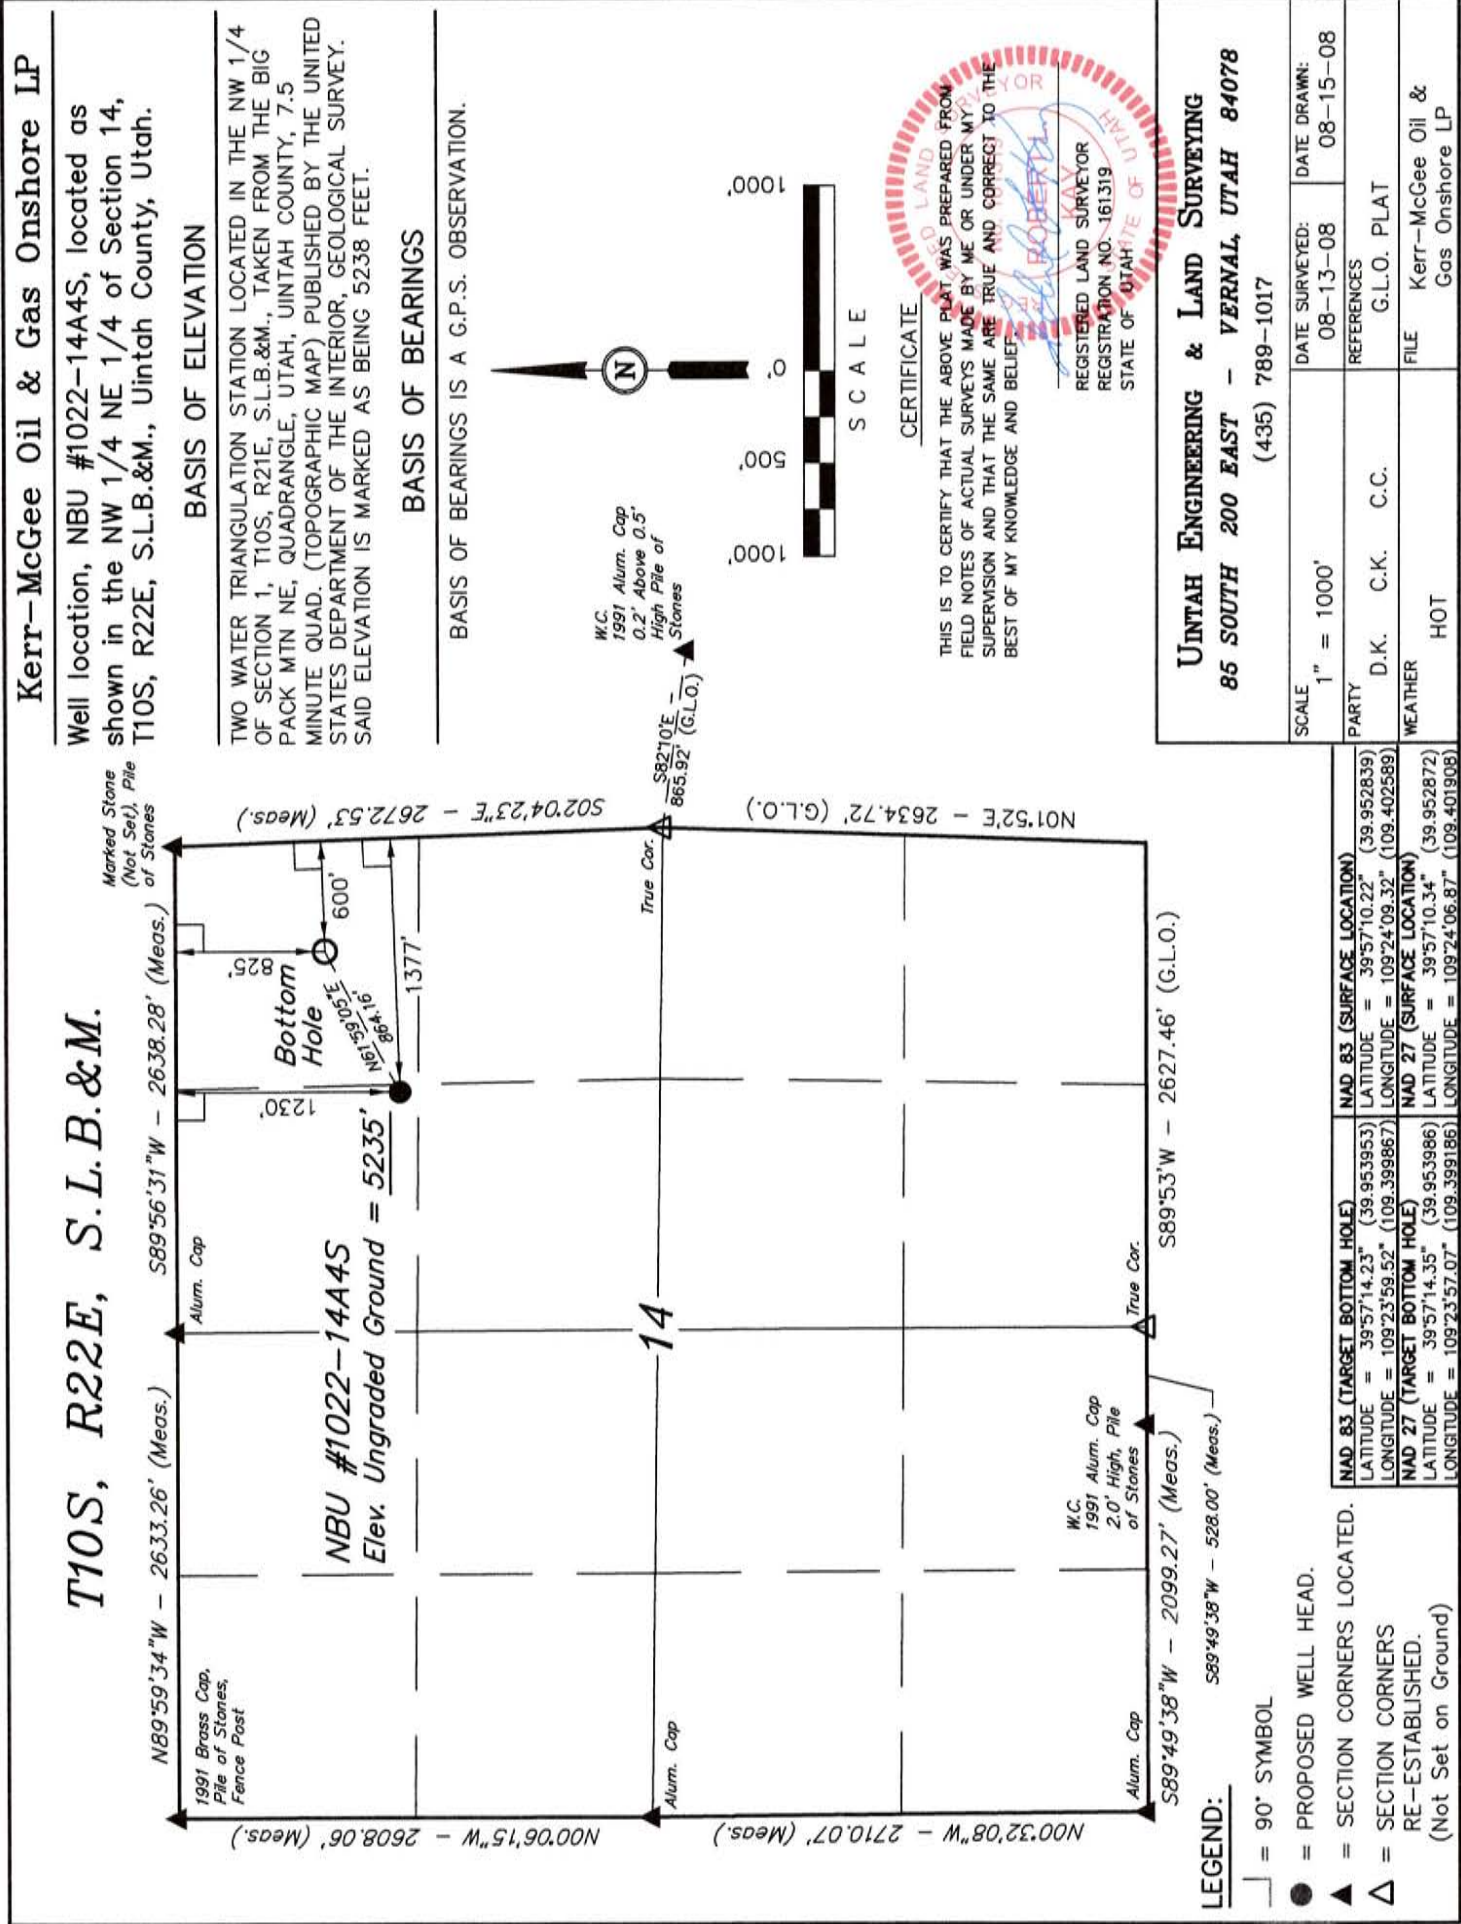 T10S, R22E, S.L.B.&M.
N89°59'34"W – 2633.26' (Meas.)
S89°56'31"W – 2638.28' (Meas.)
1991 Brass Cap,
Pile of Stones,
Fence Post
Alum. Cap
Marked Stone
(Not Set), Pile
of Stones
1230'
825'
Bottom
Hole
600'
N61°59'05"E
864.16'
1377'
NBU #1022–14A4S
Elev. Ungraded Ground = 5235'
N00°06'15"W – 2608.06' (Meas.)
S02°04'23"E – 2672.53' (Meas.)
Alum. Cap
14
True Cor.
S82°10'E
865.92' (G.L.O.)
W.C.
1991 Alum. Cap
0.2' Above 0.5'
High Pile of
Stones
N00°32'08"W – 2710.07' (Meas.)
N01°52'E – 2634.72' (G.L.O.)
W.C.
1991 Alum. Cap
2.0' High, Pile
of Stones
Alum. Cap
True Cor.
S89°49'38"W – 2099.27' (Meas.)
S89°49'38"W – 528.00' (Meas.)
S89°53'W – 2627.46' (G.L.O.)
LEGEND:
= 90° SYMBOL
= PROPOSED WELL HEAD.
= SECTION CORNERS LOCATED.
= SECTION CORNERS
RE–ESTABLISHED.
(Not Set on Ground)
NAD 83 (TARGET BOTTOM HOLE)
LATITUDE = 39°57'14.23" (39.953953)
LONGITUDE = 109°23'59.52" (109.399867)
NAD 27 (TARGET BOTTOM HOLE)
LATITUDE = 39°57'14.35" (39.953986)
LONGITUDE = 109°23'57.07" (109.399186)
NAD 83 (SURFACE LOCATION)
LATITUDE = 39°57'10.22" (39.952839)
LONGITUDE = 109°24'09.32" (109.402589)
NAD 27 (SURFACE LOCATION)
LATITUDE = 39°57'10.34" (39.952872)
LONGITUDE = 109°24'06.87" (109.401908)
Kerr–McGee Oil & Gas Onshore LP
Well location, NBU #1022–14A4S, located as
shown in the NW 1/4 NE 1/4 of Section 14,
T10S, R22E, S.L.B.&M., Uintah County, Utah.
BASIS OF ELEVATION
TWO WATER TRIANGULATION STATION LOCATED IN THE NW 1/4
OF SECTION 1, T10S, R21E, S.L.B.&M., TAKEN FROM THE BIG
PACK MTN NE, QUADRANGLE, UTAH, UINTAH COUNTY, 7.5
MINUTE QUAD. (TOPOGRAPHIC MAP) PUBLISHED BY THE UNITED
STATES DEPARTMENT OF THE INTERIOR, GEOLOGICAL SURVEY.
SAID ELEVATION IS MARKED AS BEING 5238 FEET.
BASIS OF BEARINGS
BASIS OF BEARINGS IS A G.P.S. OBSERVATION.
N
1000' 500' 0' 1000'
SCALE
CERTIFICATE
THIS IS TO CERTIFY THAT THE ABOVE PLAT WAS PREPARED FROM
FIELD NOTES OF ACTUAL SURVEYS MADE BY ME OR UNDER MY
SUPERVISION AND THAT THE SAME ARE TRUE AND CORRECT TO THE
BEST OF MY KNOWLEDGE AND BELIEF.
REGISTERED LAND SURVEYOR
REGISTRATION NO. 161319
STATE OF UTAH
LAND SURVEYOR
ROBERT
KAY
STATE OF UTAH
UINTAH ENGINEERING & LAND SURVEYING
85 SOUTH 200 EAST – VERNAL, UTAH 84078
(435) 789–1017
SCALE
1" = 1000'
DATE SURVEYED:
08–13–08
DATE DRAWN:
08–15–08
PARTY
D.K. C.K. C.C.
REFERENCES
G.L.O. PLAT
WEATHER
HOT
FILE
Kerr–McGee Oil &
Gas Onshore LP